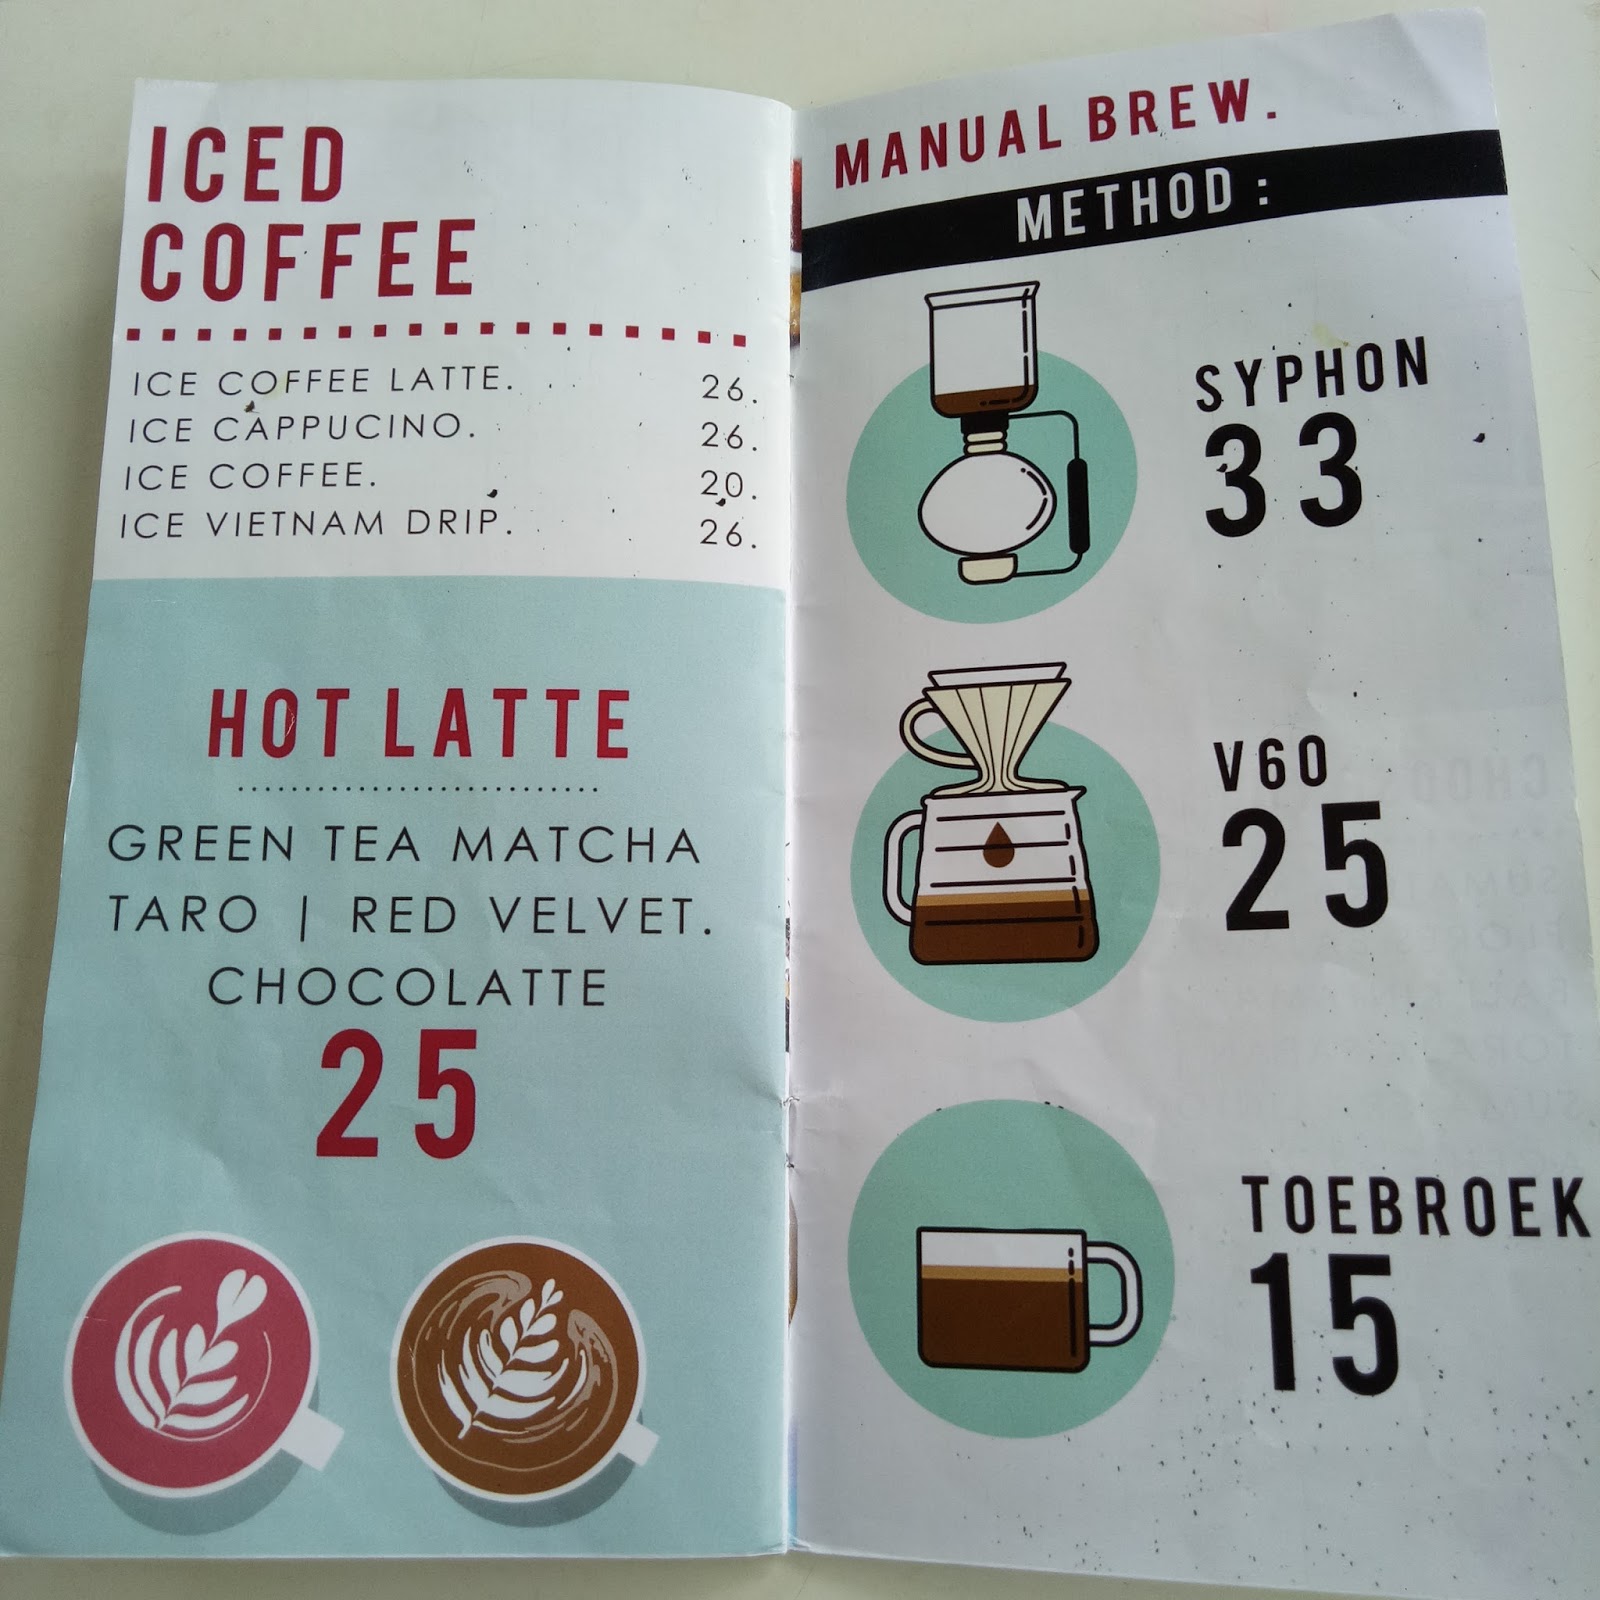 ICED
COFFEE
ICE COFFEE LATTE. 26.
ICE CAPPUCINO. 26.
ICE COFFEE. 20.
ICE VIETNAM DRIP. 26.
HOT LATTE
GREEN TEA MATCHA
TARO | RED VELVET.
CHOCOLATTE
25
MANUAL BREW.
METHOD :
SYPHON
33
V60
25
TOEBROEK
15